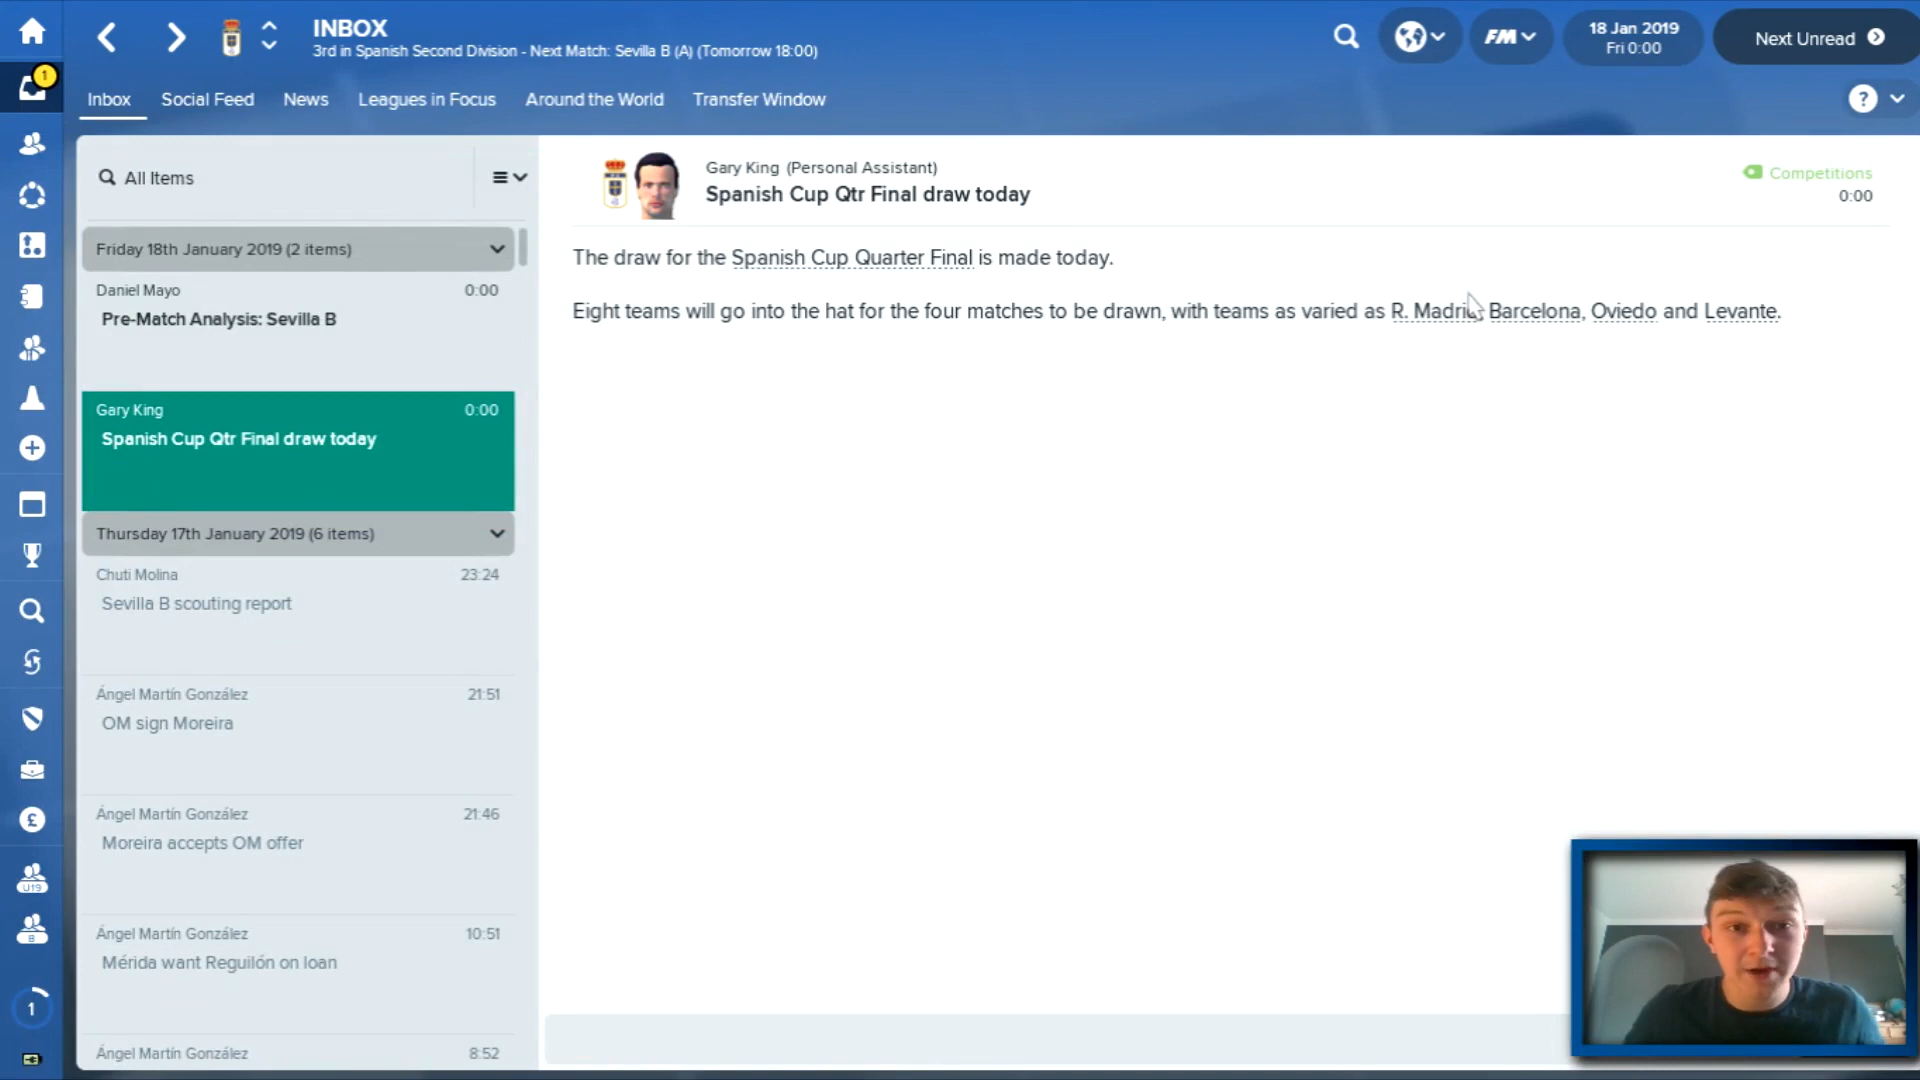 INBOX
3rd in Spanish Second Division - Next Match: Sevilla B (A) (Tomorrow 18:00)
FM
18 Jan 2019
Fri 0:00
Next Unread
1
Inbox
Social Feed
News
Leagues in Focus
Around the World
Transfer Window
?
All Items
Friday 18th January 2019 (2 items)
Daniel Mayo 0:00
Pre-Match Analysis: Sevilla B
Gary King 0:00
Spanish Cup Qtr Final draw today
Thursday 17th January 2019 (6 items)
Chuti Molina 23:24
Sevilla B scouting report
Ángel Martín González 21:51
OM sign Moreira
Ángel Martín González 21:46
Moreira accepts OM offer
Ángel Martín González 10:51
Mérida want Reguilón on loan
Ángel Martín González 8:52
Gary King (Personal Assistant)
Spanish Cup Qtr Final draw today
Competitions
0:00
The draw for the Spanish Cup Quarter Final is made today.
Eight teams will go into the hat for the four matches to be drawn, with teams as varied as R. Madrid, Barcelona, Oviedo and Levante.
£
U19
B
1